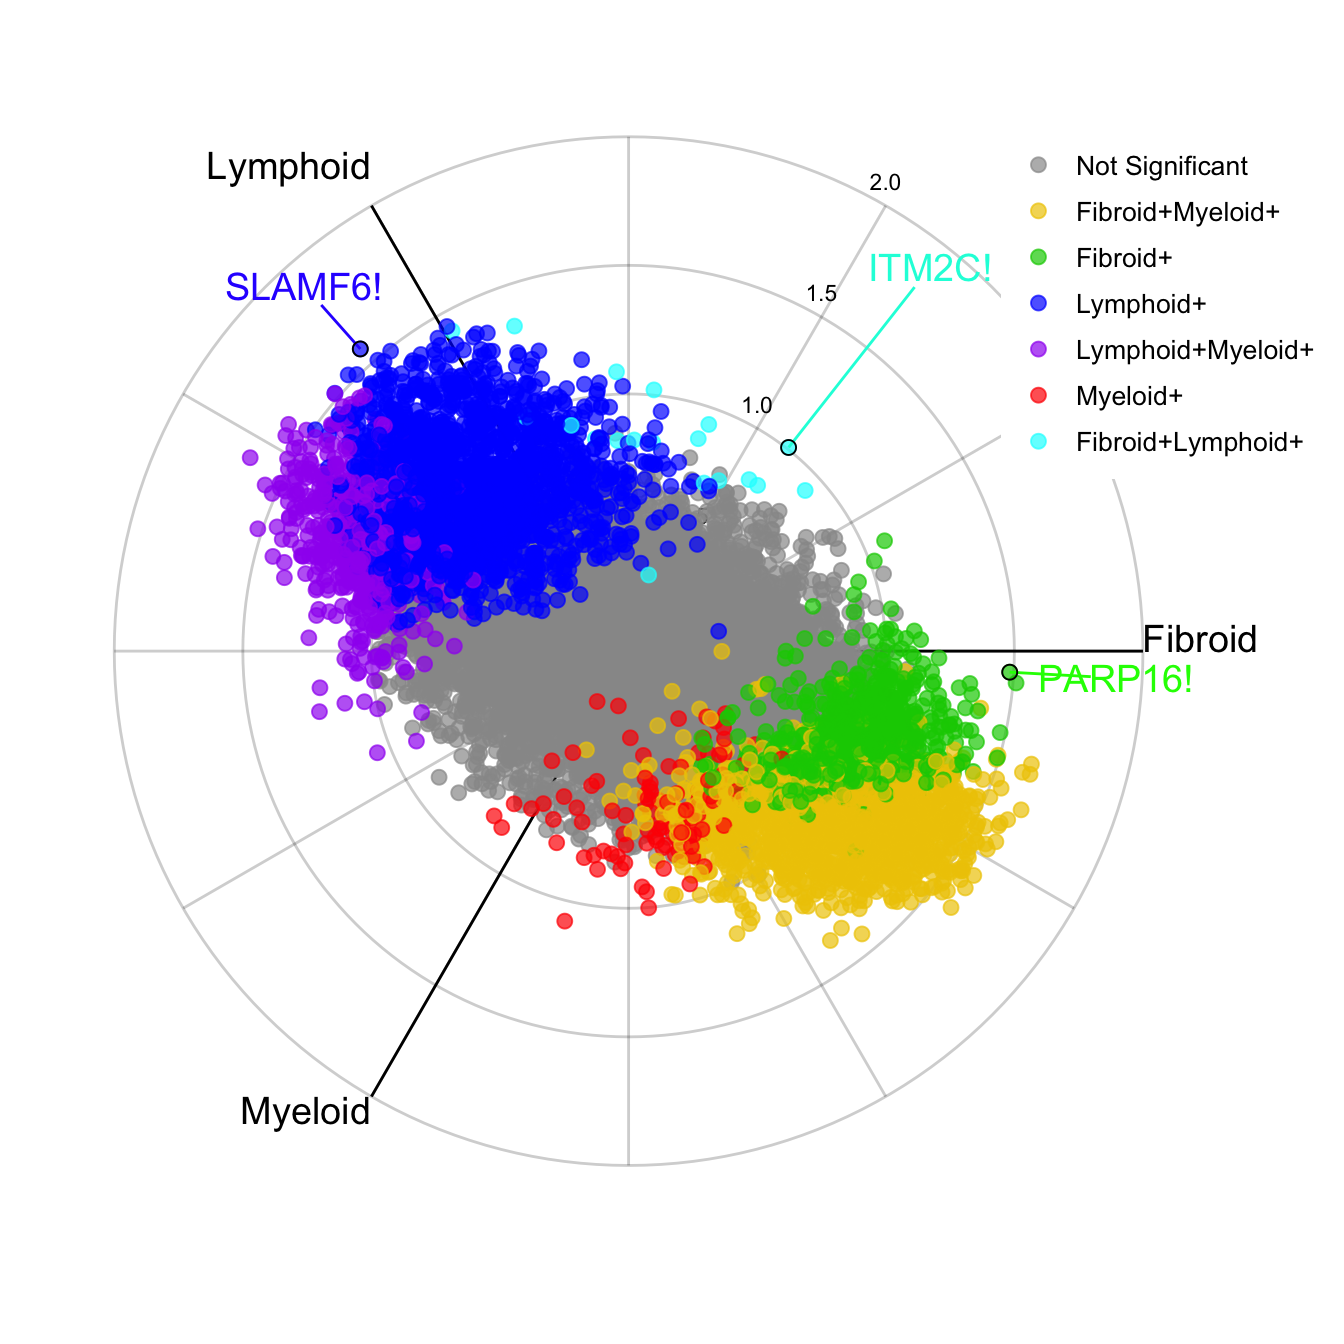 Lymphoid
2.0
Not Significant
Fibroid+Myeloid+
Fibroid+
ITM2C!
SLAMF6!
1.5
Lymphoid+
Lymphoid+Myeloid+
Myeloid+
1.0
Fibroid+Lymphoid+
Fibroid
PARP16!
Myeloid